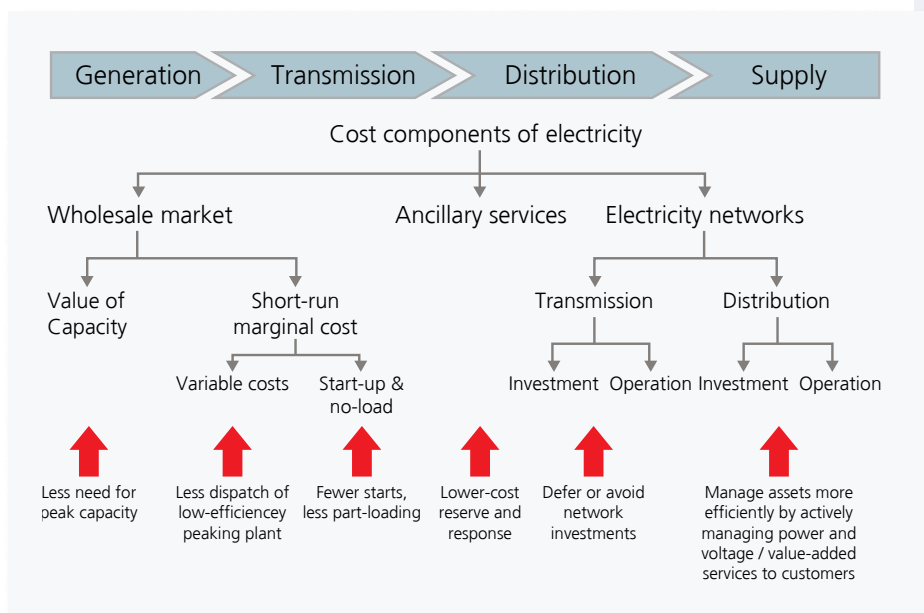 Generation
Transmission
Distribution
Supply
Cost components of electricity
Wholesale market
Ancillary services
Electricity networks
Value of
Capacity
Short-run
marginal cost
Transmission
Distribution
Variable costs
Start-up &
no-load
Investment
Operation
Investment
Operation
Less need for
peak capacity
Less dispatch of
low-efficiencey
peaking plant
Fewer starts,
less part-loading
Lower-cost
reserve and
response
Defer or avoid
network
investments
Manage assets more
efficiently by actively
managing power and
voltage / value-added
services to customers